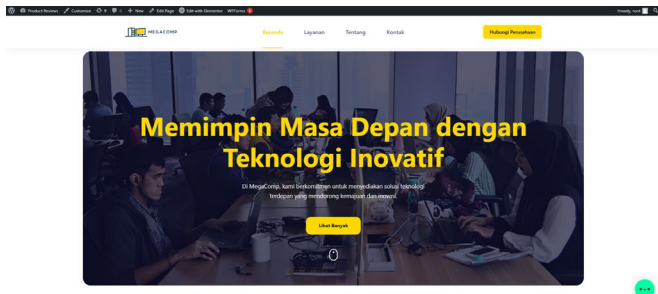 Product Reviews Customize 9 0 New Edit Page Edit with Elementor WPForms
Howdy, root
MEGACOMP
Beranda Layanan Tentang Kontak
Hubungi Perusahaan
Memimpin Masa Depan dengan
Teknologi Inovatif
Di MegaComp, kami berkomitmen untuk menyediakan solusi teknologi
terdepan yang mendorong kemajuan dan inovasi.
Lihat Banyak